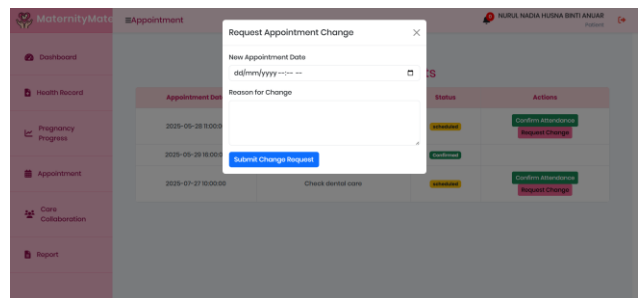 MaternityMate
Appointment
NURUL NADIA HUSNA BINTI ANUAR
Patient
Request Appointment Change
New Appointment Date
dd/mm/yyyy --:-- --
Reason for Change
Submit Change Request
Dashboard
Health Record
Pregnancy
Progress
Appointment
Care
Collaboration
Report
ts
Appointment Dat
Status
Actions
2025-05-28 11:00:0
scheduled
Confirm Attendance
Request Change
2025-05-29 16:00:0
Confirmed
2025-07-27 10:00:00
Check dental care
scheduled
Confirm Attendance
Request Change